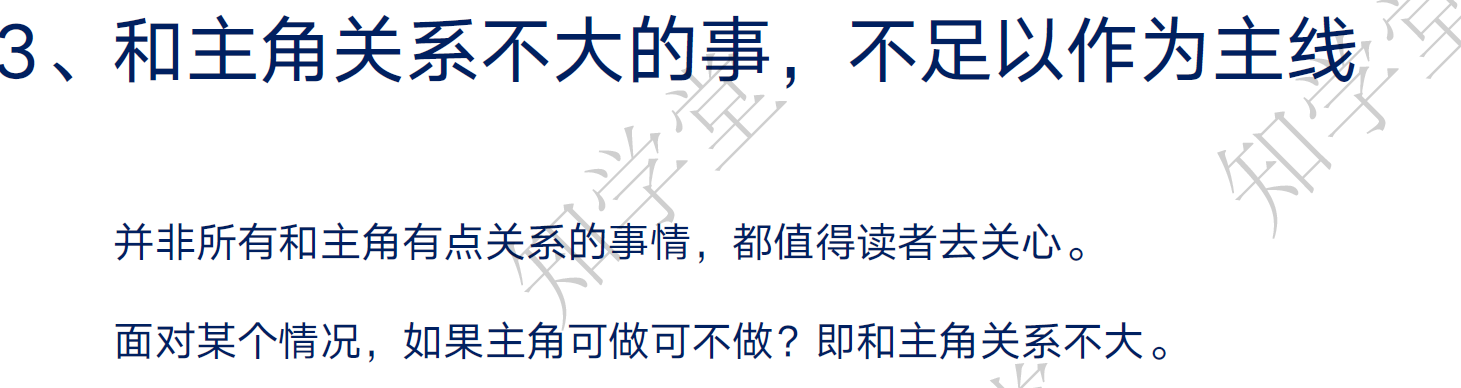 3、和主角关系不大的事，不足以作为主线
并非所有和主角有点关系的事情，都值得读者去关心。
面对某个情况，如果主角可做可不做？即和主角关系不大。
知学堂
知学堂
学